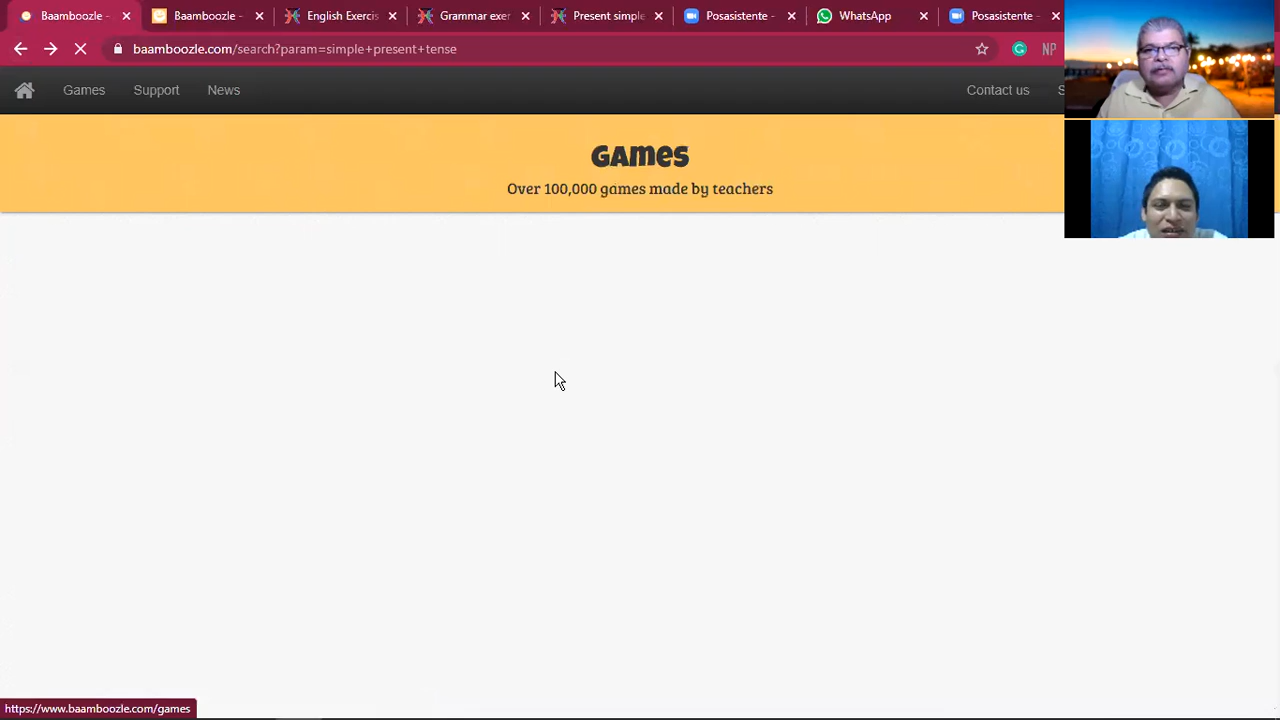 Baamboozle -
Baamboozle -
English Exercis
Grammar exer
Present simple
Posasistente -
WhatsApp
Posasistente -
baamboozle.com/search?param=simple+present+tense
NP
Games
Support
News
Contact us
S
Games
Over 100,000 games made by teachers
https://www.baamboozle.com/games